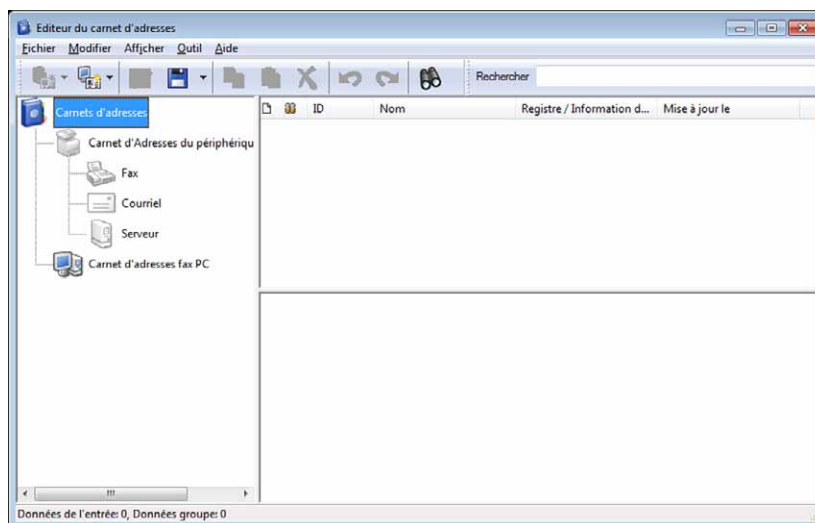 Editeur du carnet d'adresses
Fichier Modifier Afficher Outil Aide
Rechercher
Carnets d'adresses
Carnet d'Adresses du périphériqu
Fax
Courriel
Serveur
Carnet d'adresses fax PC
ID Nom Registre / Information d... Mise à jour le
Données de l'entrée: 0, Données groupe: 0